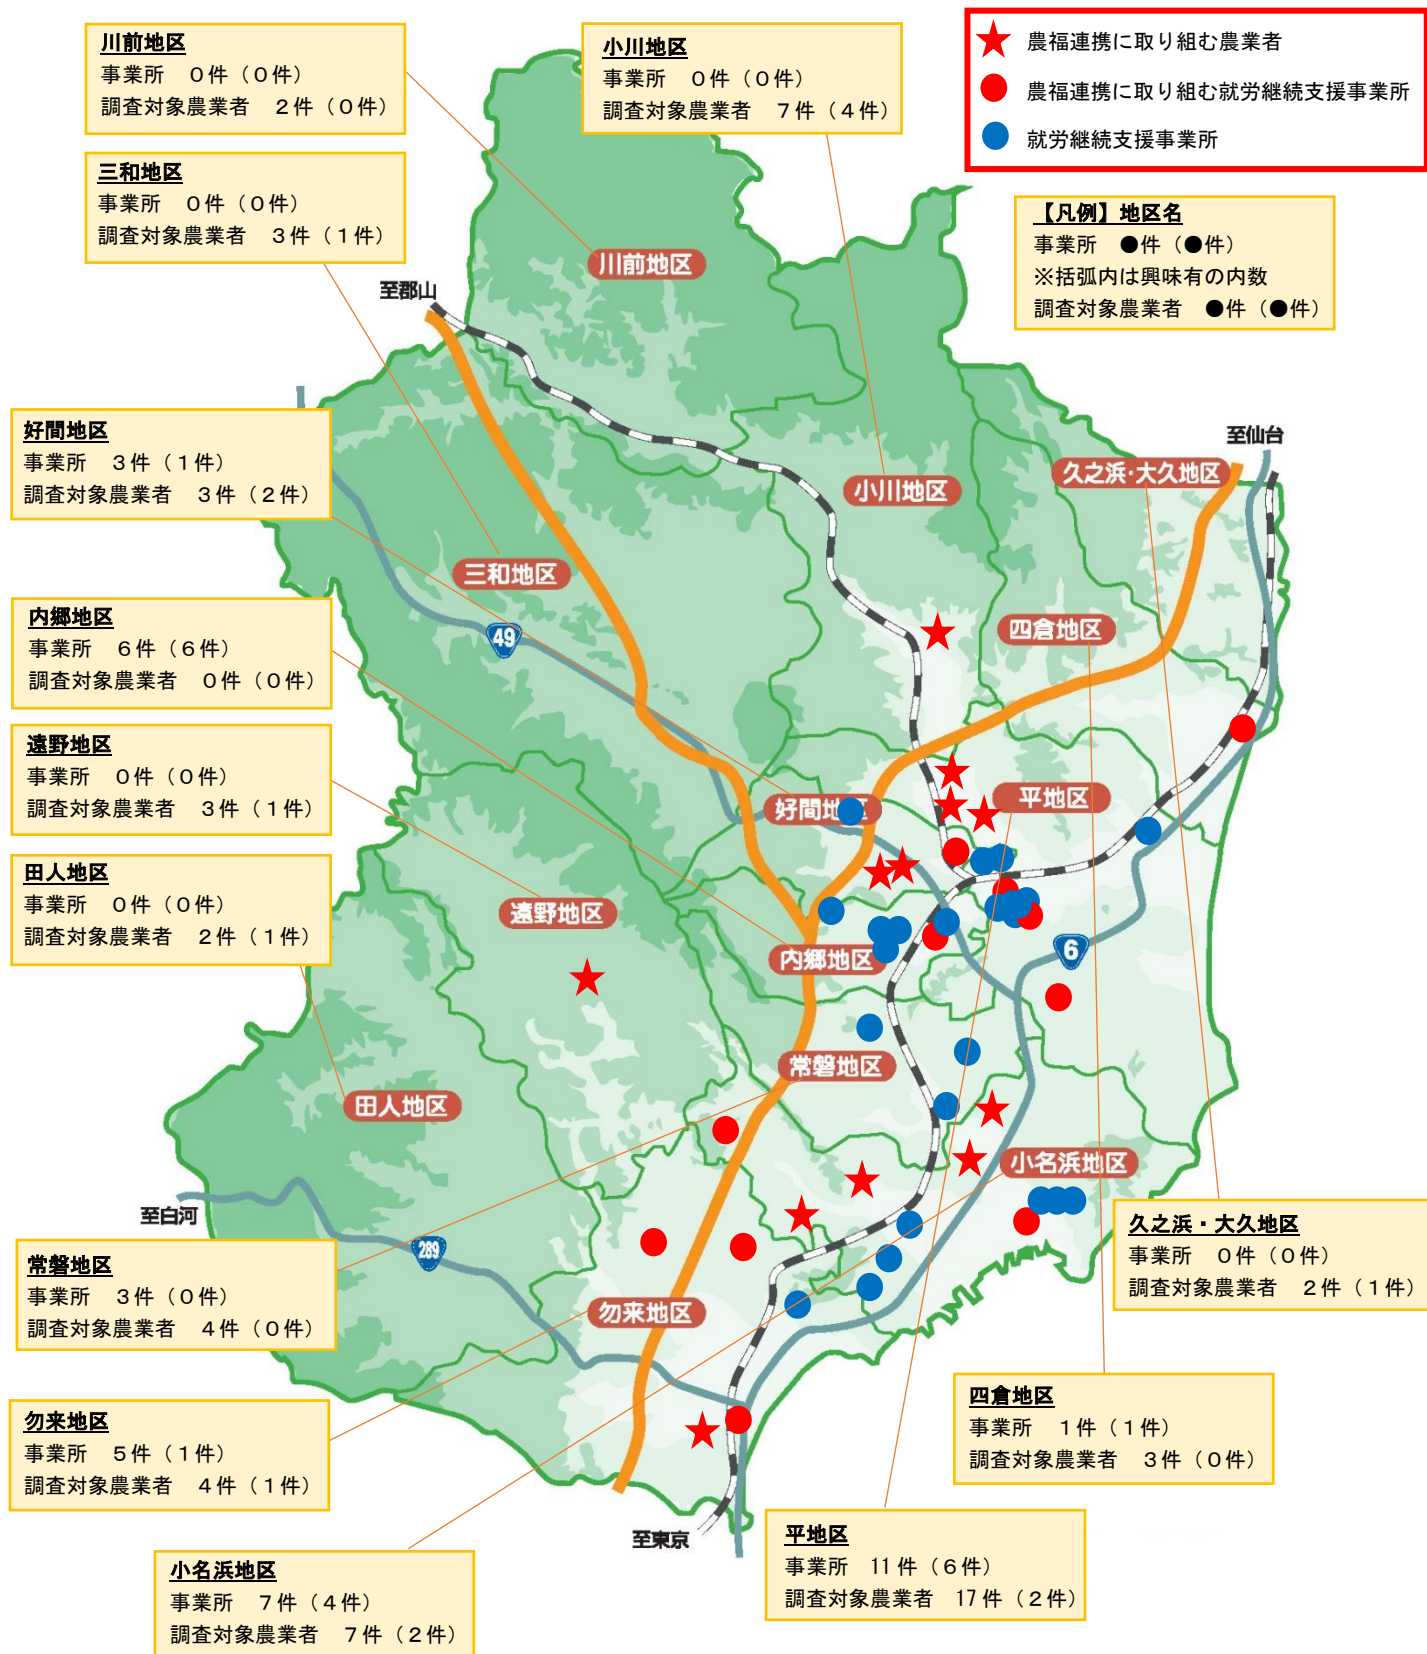 川前地区
事業所　０件（０件）
調査対象農業者　２件（０件）
小川地区
事業所　０件（０件）
調査対象農業者　７件（４件）
農福連携に取り組む農業者
農福連携に取り組む就労継続支援事業所
就労継続支援事業所
三和地区
事業所　０件（０件）
調査対象農業者　３件（１件）
【凡例】地区名
事業所　●件（●件）
※括弧内は興味有の内数
調査対象農業者　●件（●件）
川前地区
至郡山
好間地区
事業所　３件（１件）
調査対象農業者　３件（２件）
至仙台
久之浜・大久地区
小川地区
三和地区
49
四倉地区
内郷地区
事業所　６件（６件）
調査対象農業者　０件（０件）
遠野地区
事業所　０件（０件）
調査対象農業者　３件（１件）
平地区
好間地区
田人地区
事業所　０件（０件）
調査対象農業者　２件（１件）
遠野地区
内郷地区
6
常磐地区
田人地区
小名浜地区
至白河
289
久之浜・大久地区
事業所　０件（０件）
調査対象農業者　２件（１件）
常磐地区
事業所　３件（０件）
調査対象農業者　４件（０件）
勿来地区
四倉地区
事業所　１件（１件）
調査対象農業者　３件（０件）
勿来地区
事業所　５件（１件）
調査対象農業者　４件（１件）
至東京
平地区
事業所　11件（６件）
調査対象農業者　17件（２件）
小名浜地区
事業所　７件（４件）
調査対象農業者　７件（２件）